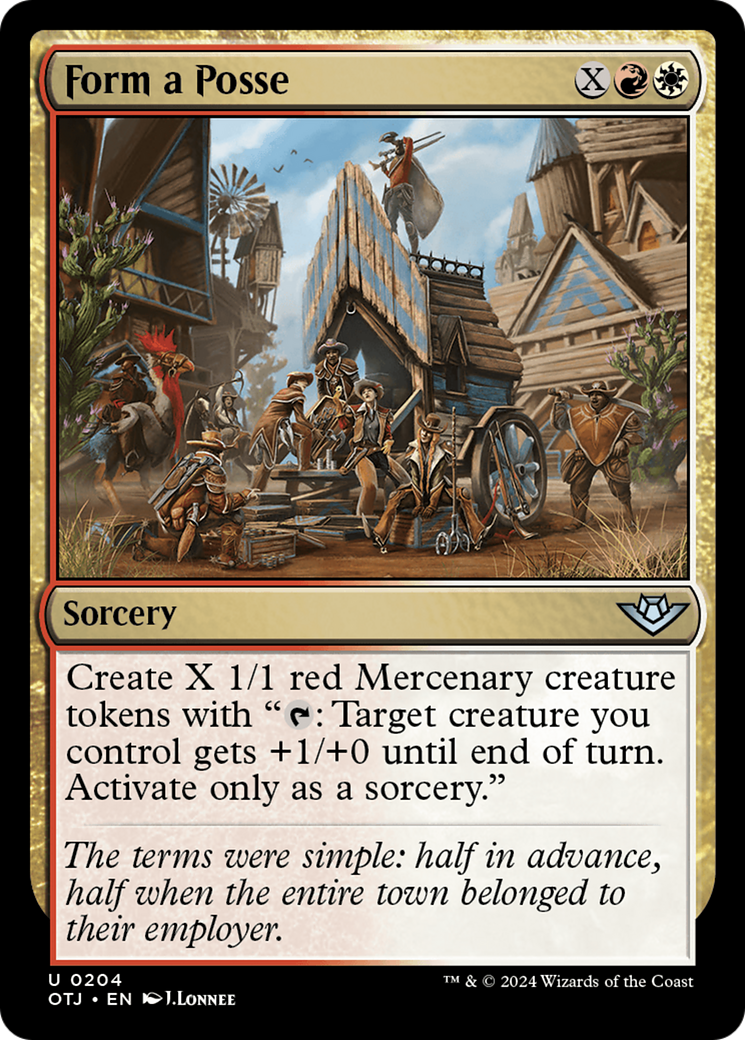 Form a Posse X
Sorcery
Create X 1/1 red Mercenary creature
tokens with “ : Target creature you
control gets +1/+0 until end of turn.
Activate only as a sorcery.”
The terms were simple: half in advance,
half when the entire town belonged to
their employer.
U 0204
OTJ • EN J.Lonnee
™ & © 2024 Wizards of the Coast